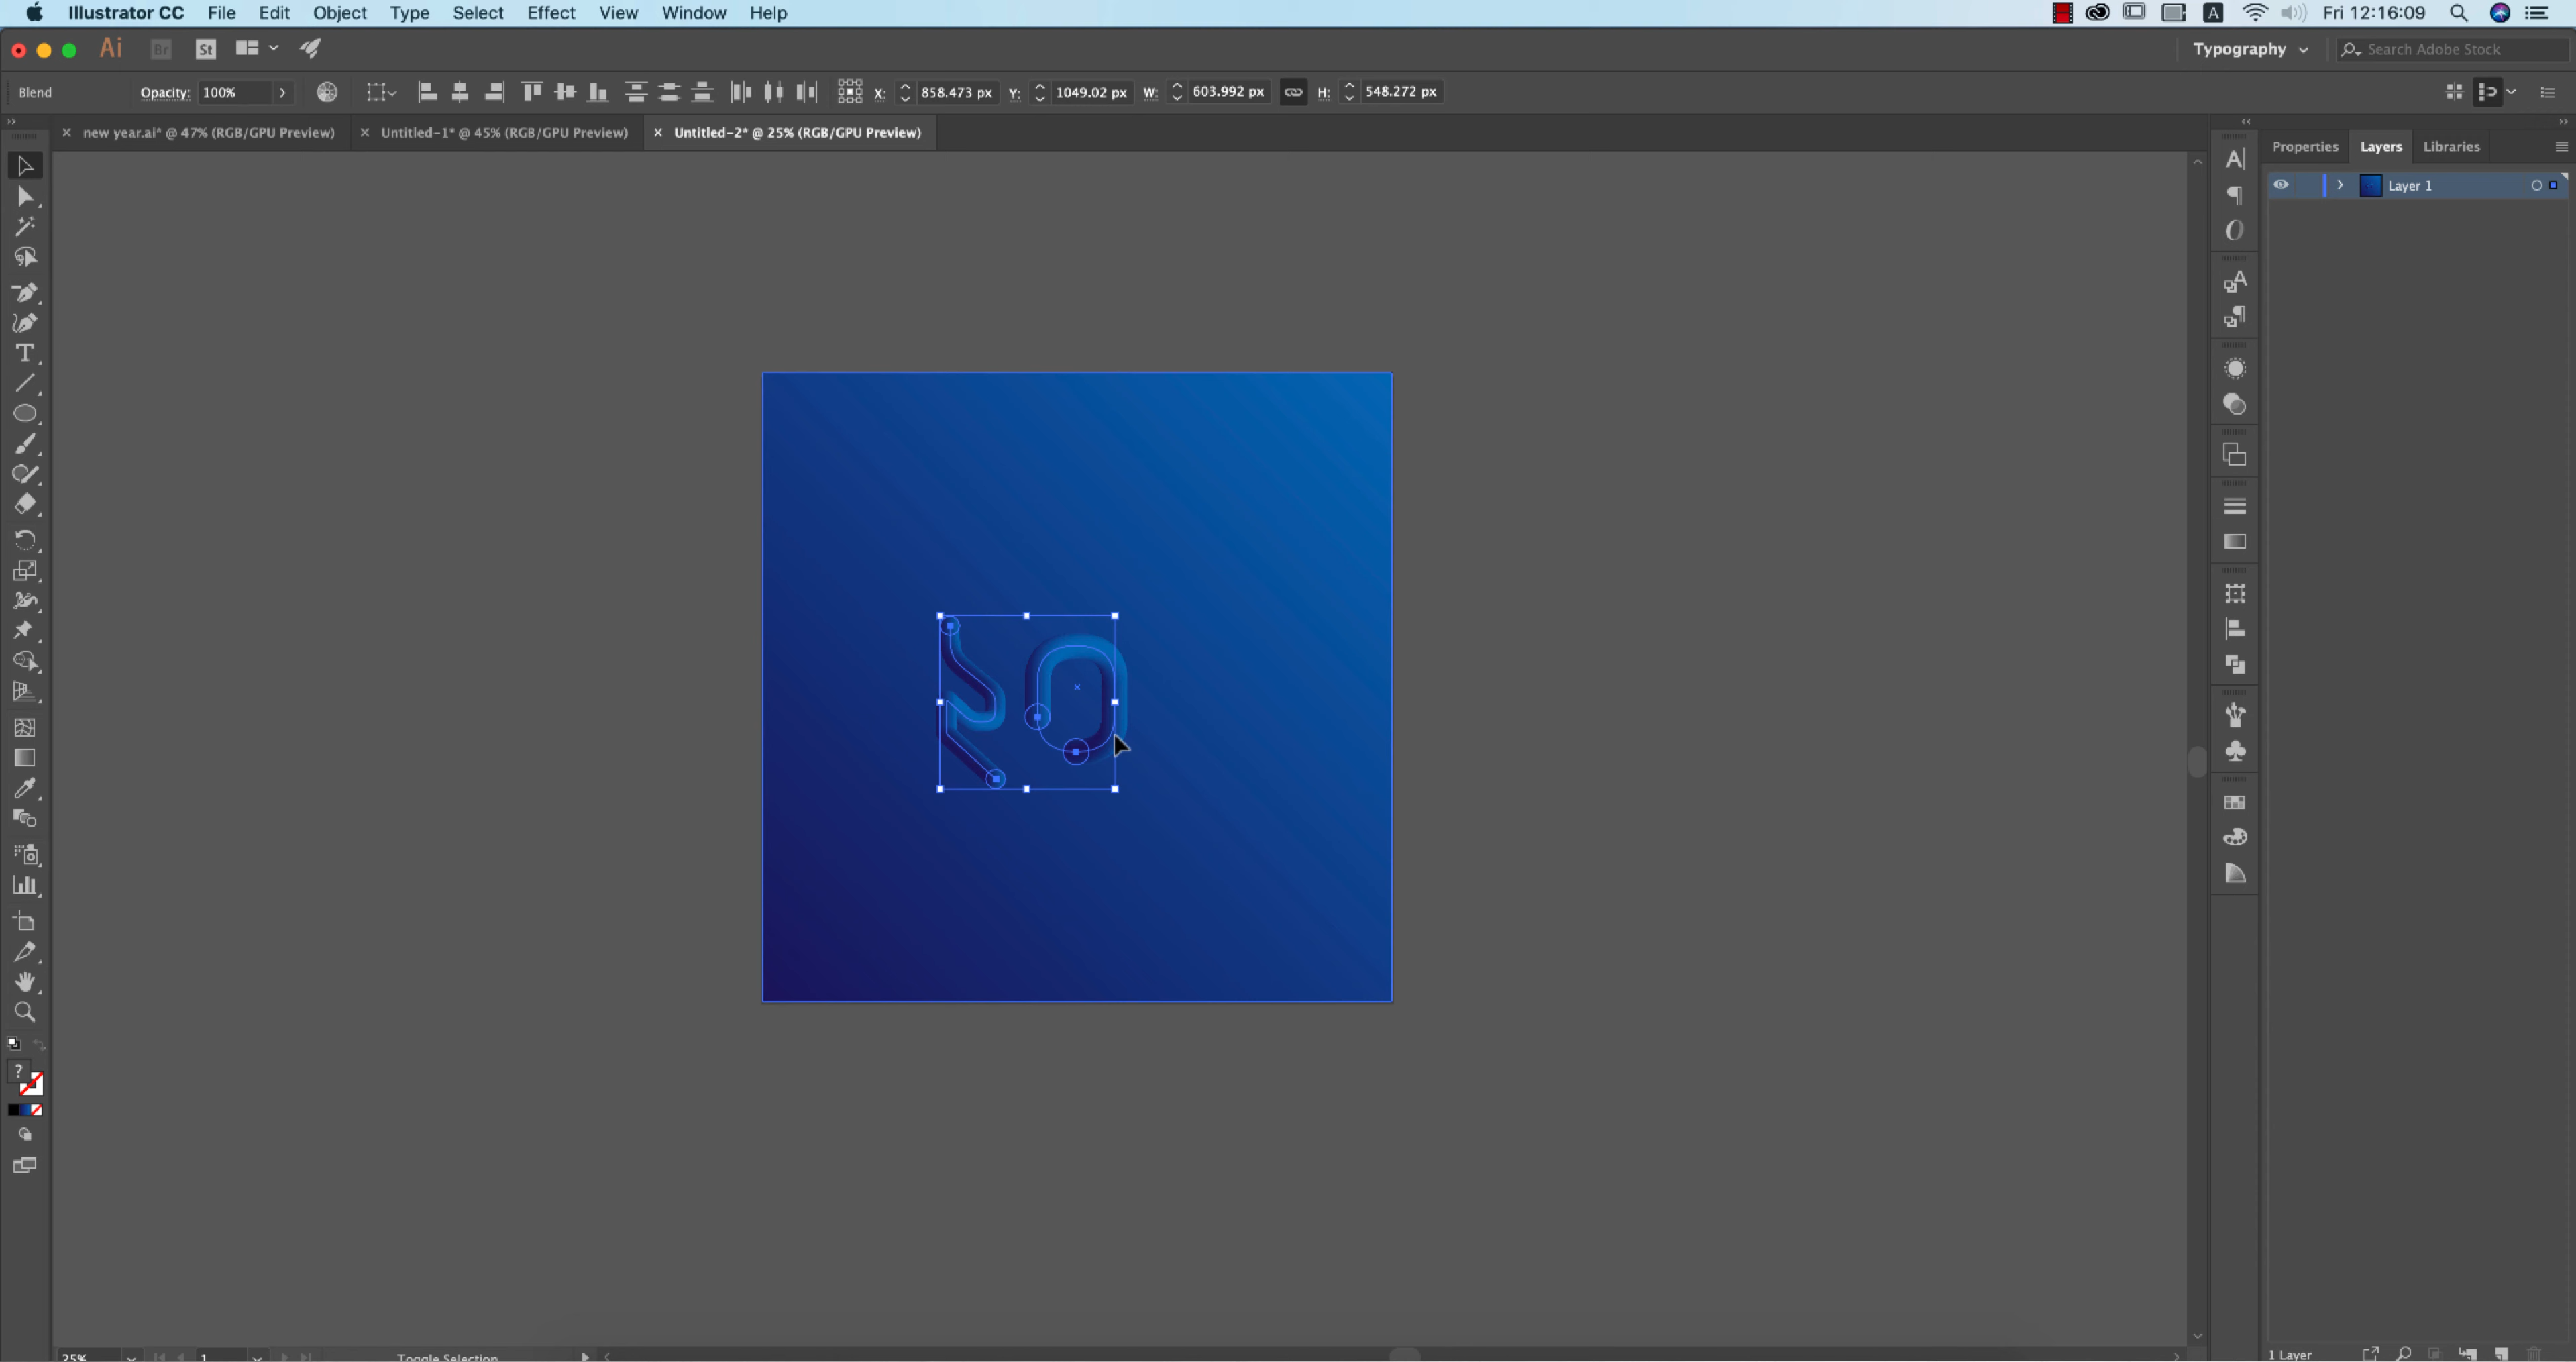 Illustrator CC File Edit Object Type Select Effect View Window Help A Fri 12:16:09
Ai Br St Typography Search Adobe Stock
Blend Opacity: 100% X: 858.473 px Y: 1049.02 px W: 603.992 px H: 548.272 px
× new year.ai* @ 47% (RGB/GPU Preview) × Untitled-1* @ 45% (RGB/GPU Preview) × Untitled-2* @ 25% (RGB/GPU Preview)
Properties Layers Libraries
Layer 1
?
25% 1 Toggle Selection 1 Layer